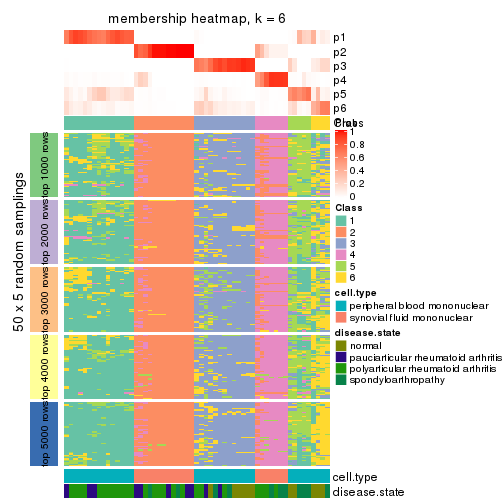 membership heatmap, k = 6
p1
p2
p3
p4
p5
p6
Class
Prob
1
0.8
0.6
0.4
0.2
0
Class
1
2
3
4
5
6
cell.type
peripheral blood mononuclear
synovial fluid mononuclear
disease.state
normal
pauciarticular rheumatoid arthritis
polyarticular rheumatoid arthritis
spondyloarthropathy
50 x 5 random samplings
top 1000 rows
top 2000 rows
top 3000 rows
top 4000 rows
top 5000 rows
cell.type
disease.state